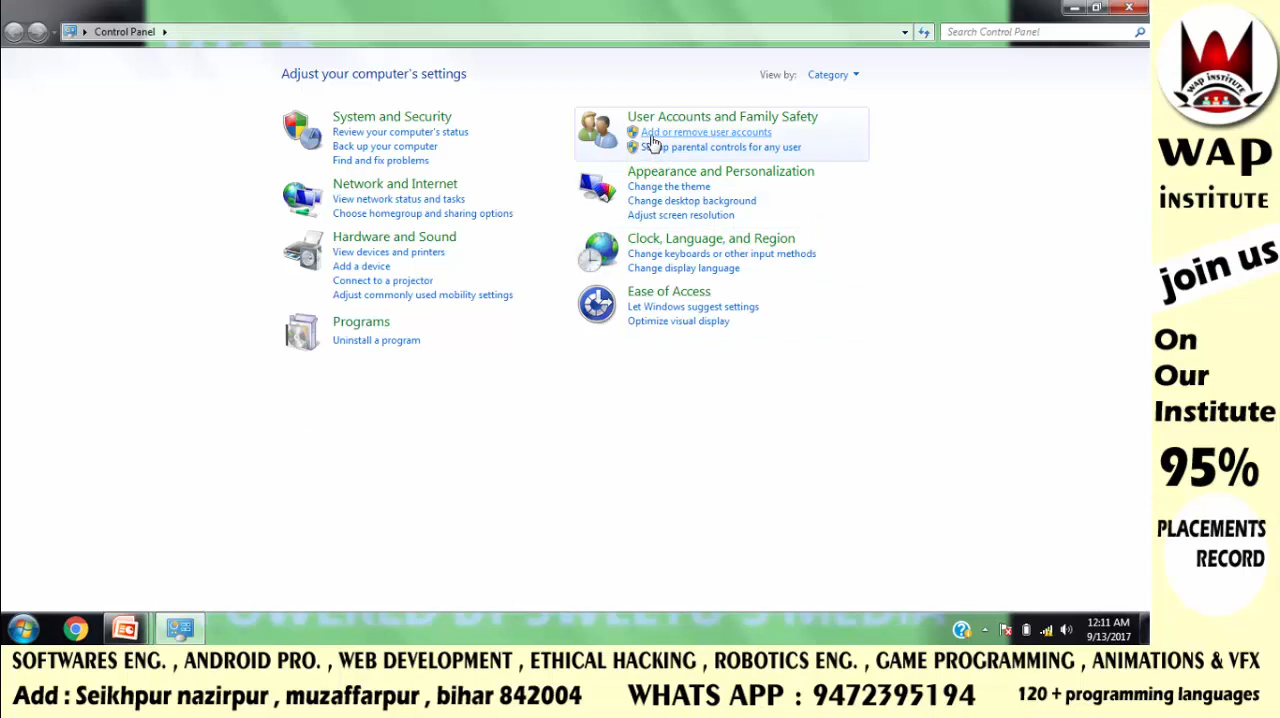 Control Panel
Search Control Panel
Adjust your computer's settings
View by: Category
System and Security
Review your computer's status
Back up your computer
Find and fix problems
Network and Internet
View network status and tasks
Choose homegroup and sharing options
Hardware and Sound
View devices and printers
Add a device
Connect to a projector
Adjust commonly used mobility settings
Programs
Uninstall a program
User Accounts and Family Safety
Add or remove user accounts
parental controls for any user
Appearance and Personalization
Change the theme
Change desktop background
Adjust screen resolution
Clock, Language, and Region
Change keyboards or other input methods
Change display language
Ease of Access
Let Windows suggest settings
Optimize visual display
12:11 AM
9/13/2017
WAP INSTITUTE
WAP
INSTITUTE
join us
On
Our
Institute
95%
PLACEMENTS
RECORD
SOFTWARES ENG. , ANDROID PRO. , WEB DEVELOPMENT , ETHICAL HACKING , ROBOTICS ENG. , GAME PROGRAMMING , ANIMATIONS & VFX
Add : Seikhpur nazirpur , muzaffarpur , bihar 842004 WHATS APP : 9472395194 120 + programming languages